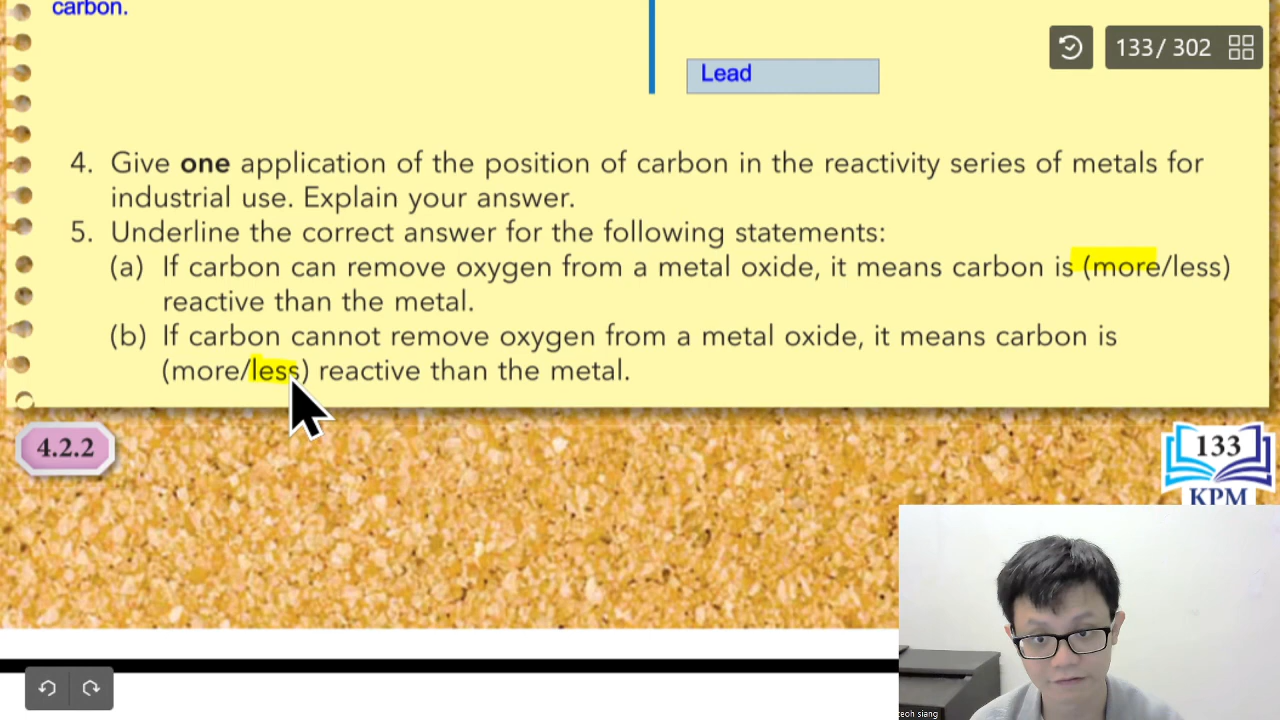 carbon.
133/ 302
Lead
4. Give one application of the position of carbon in the reactivity series of metals for
industrial use. Explain your answer.
5. Underline the correct answer for the following statements:
(a) If carbon can remove oxygen from a metal oxide, it means carbon is (more/less)
reactive than the metal.
(b) If carbon cannot remove oxygen from a metal oxide, it means carbon is
(more/less) reactive than the metal.
4.2.2
133
KPM
teoh siang